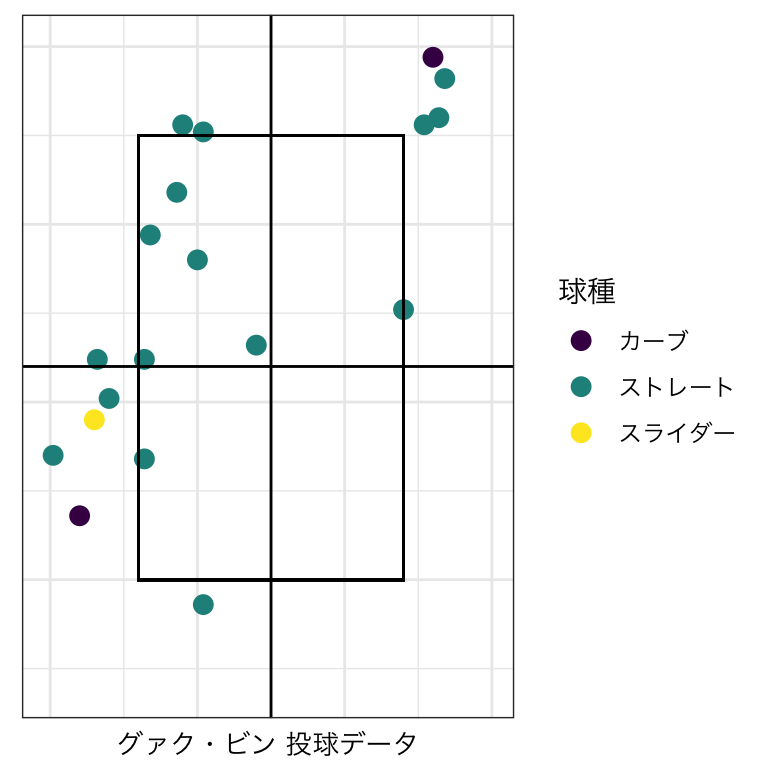 球種
カーブ
ストレート
スライダー
グァク・ビン 投球データ